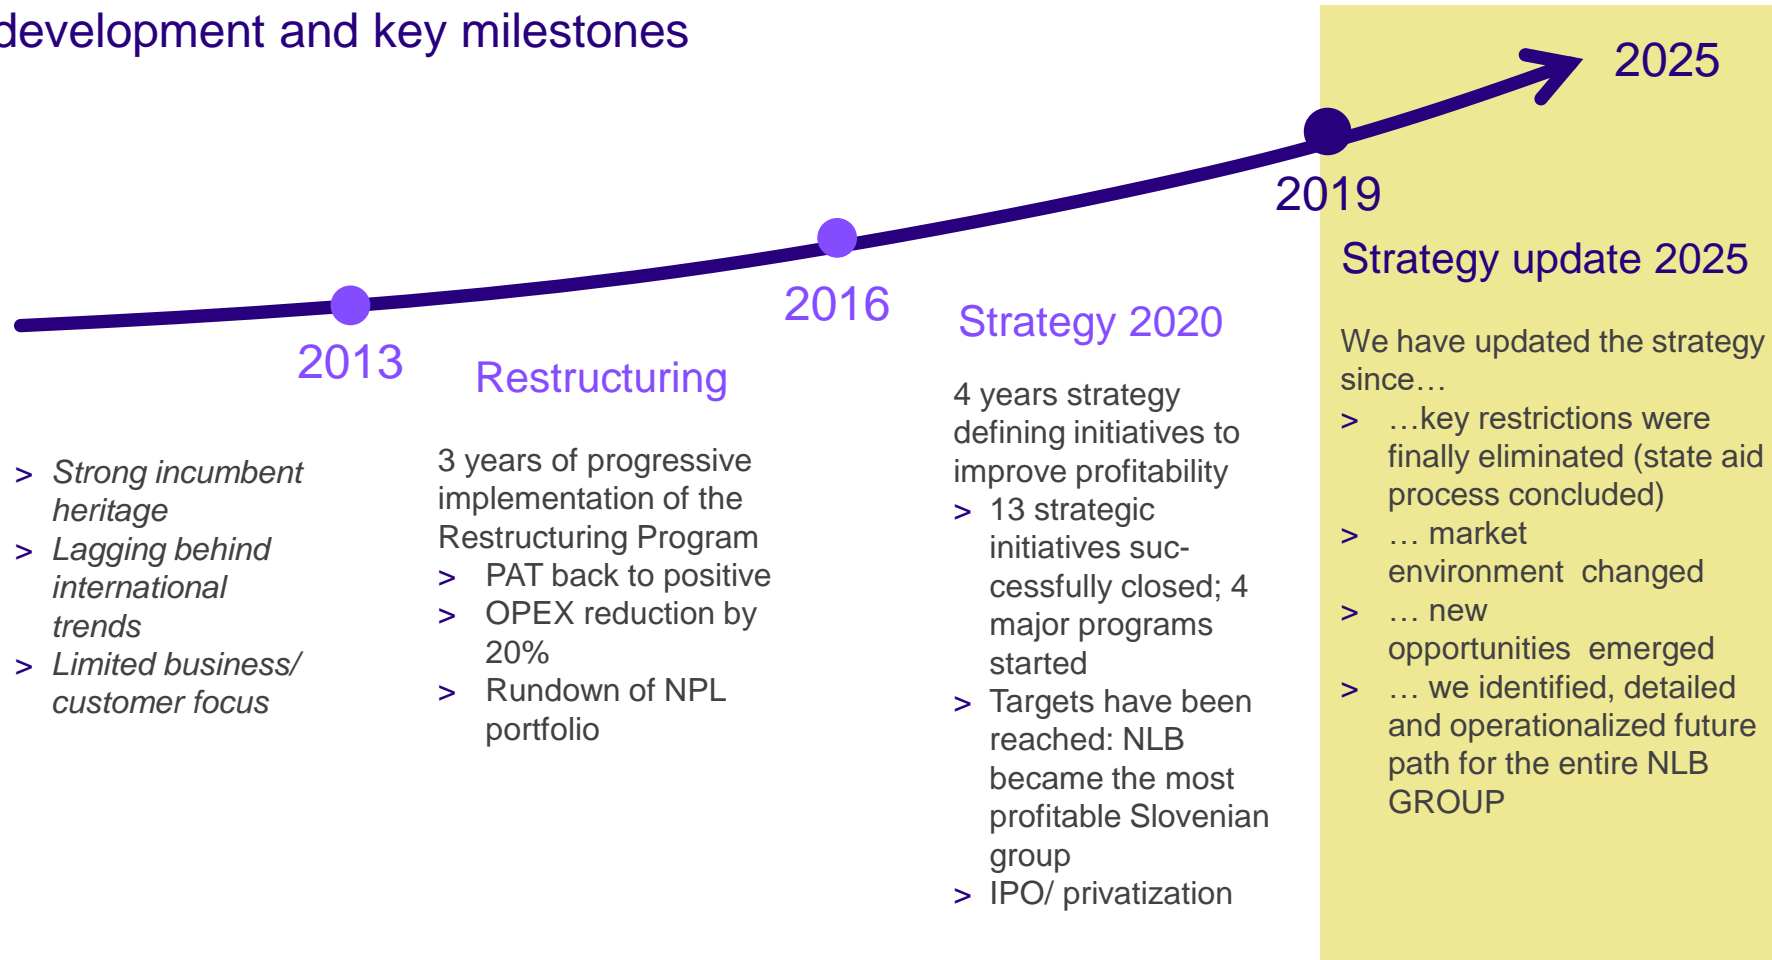 development and key milestones
2025
2019
2016
2013
> Strong incumbent
heritage
> Lagging behind
international
trends
> Limited business/
customer focus
Restructuring
3 years of progressive
implementation of the
Restructuring Program
> PAT back to positive
> OPEX reduction by
20%
> Rundown of NPL
portfolio
Strategy 2020
4 years strategy
defining initiatives to
improve profitability
> 13 strategic
initiatives suc-
cessfully closed; 4
major programs
started
> Targets have been
reached: NLB
became the most
profitable Slovenian
group
> IPO/ privatization
Strategy update 2025
We have updated the strategy
since…
> …key restrictions were
finally eliminated (state aid
process concluded)
> … market
environment  changed
> … new
opportunities  emerged
> … we identified, detailed
and operationalized future
path for the entire NLB
GROUP